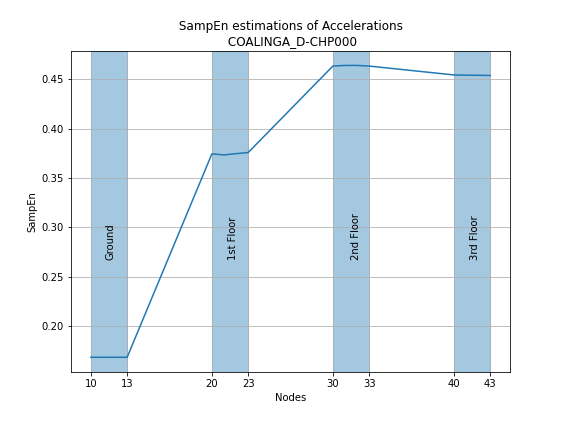 SampEn estimations of Accelerations
COALINGA_D-CHP000
SampEn
0.45
0.40
0.35
0.30
0.25
0.20
Ground
1st Floor
2nd Floor
3rd Floor
10 13 20 23 30 33 40 43
Nodes